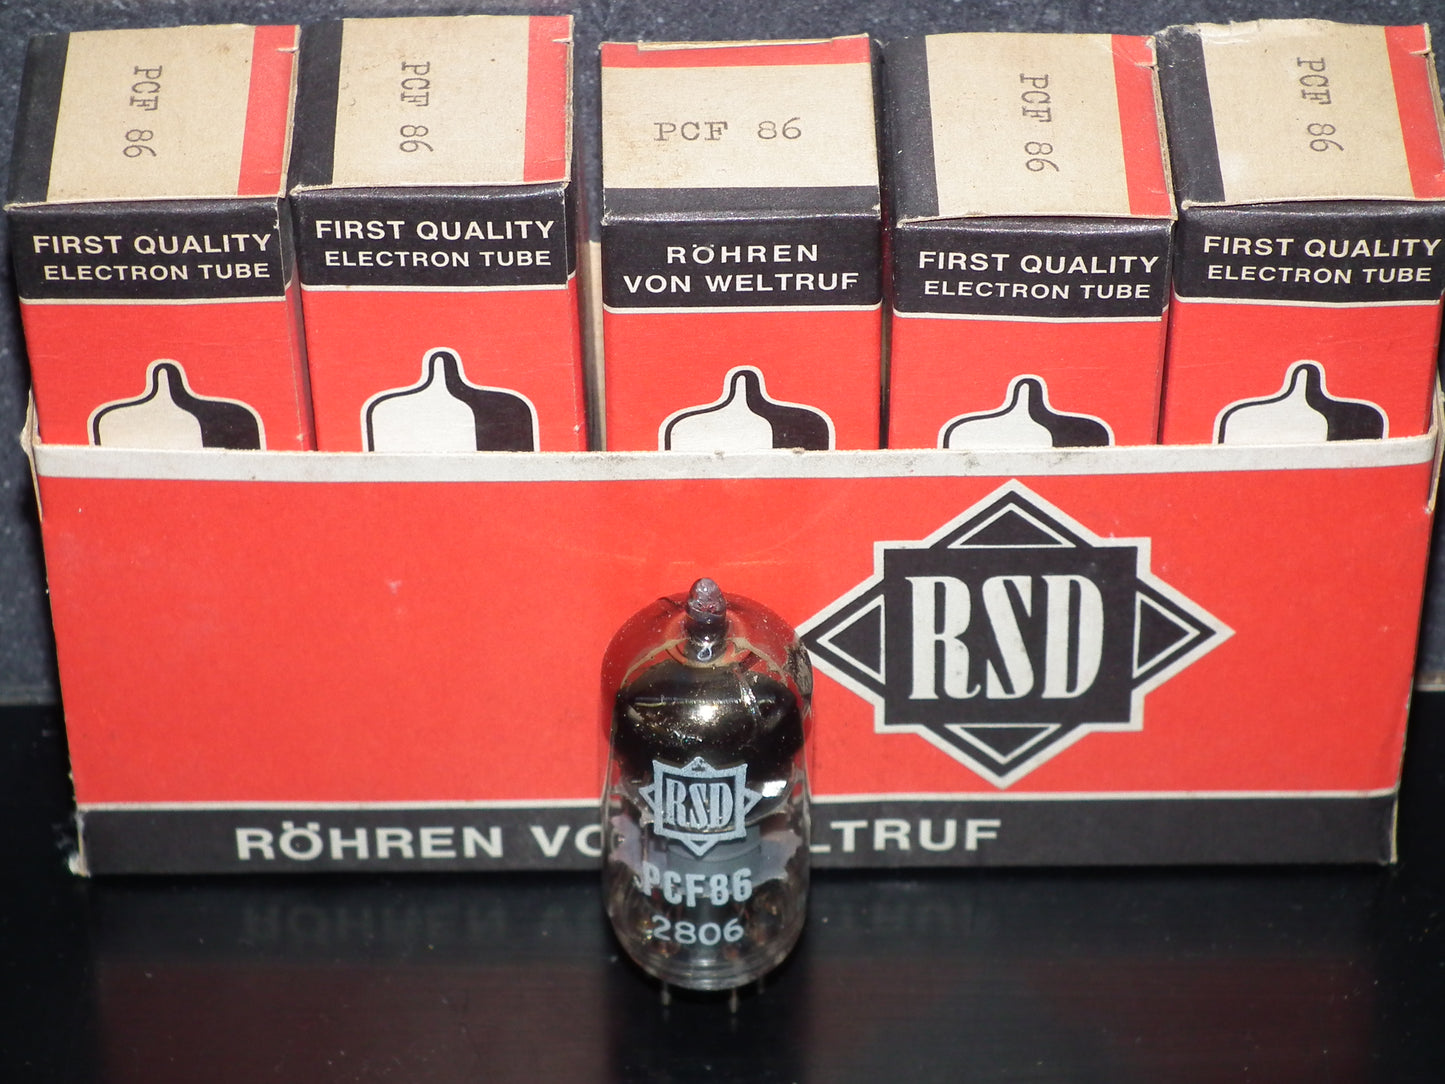 PCF 86
PCF 86
PCF 86
PCF 86
PCF 86
FIRST QUALITY
ELECTRON TUBE
FIRST QUALITY
ELECTRON TUBE
RÖHREN
VON WELTRUF
FIRST QUALITY
ELECTRON TUBE
FIRST QUALITY
ELECTRON TUBE
RSD
RÖHREN VO LTRUF
RSD
PCF86
2806